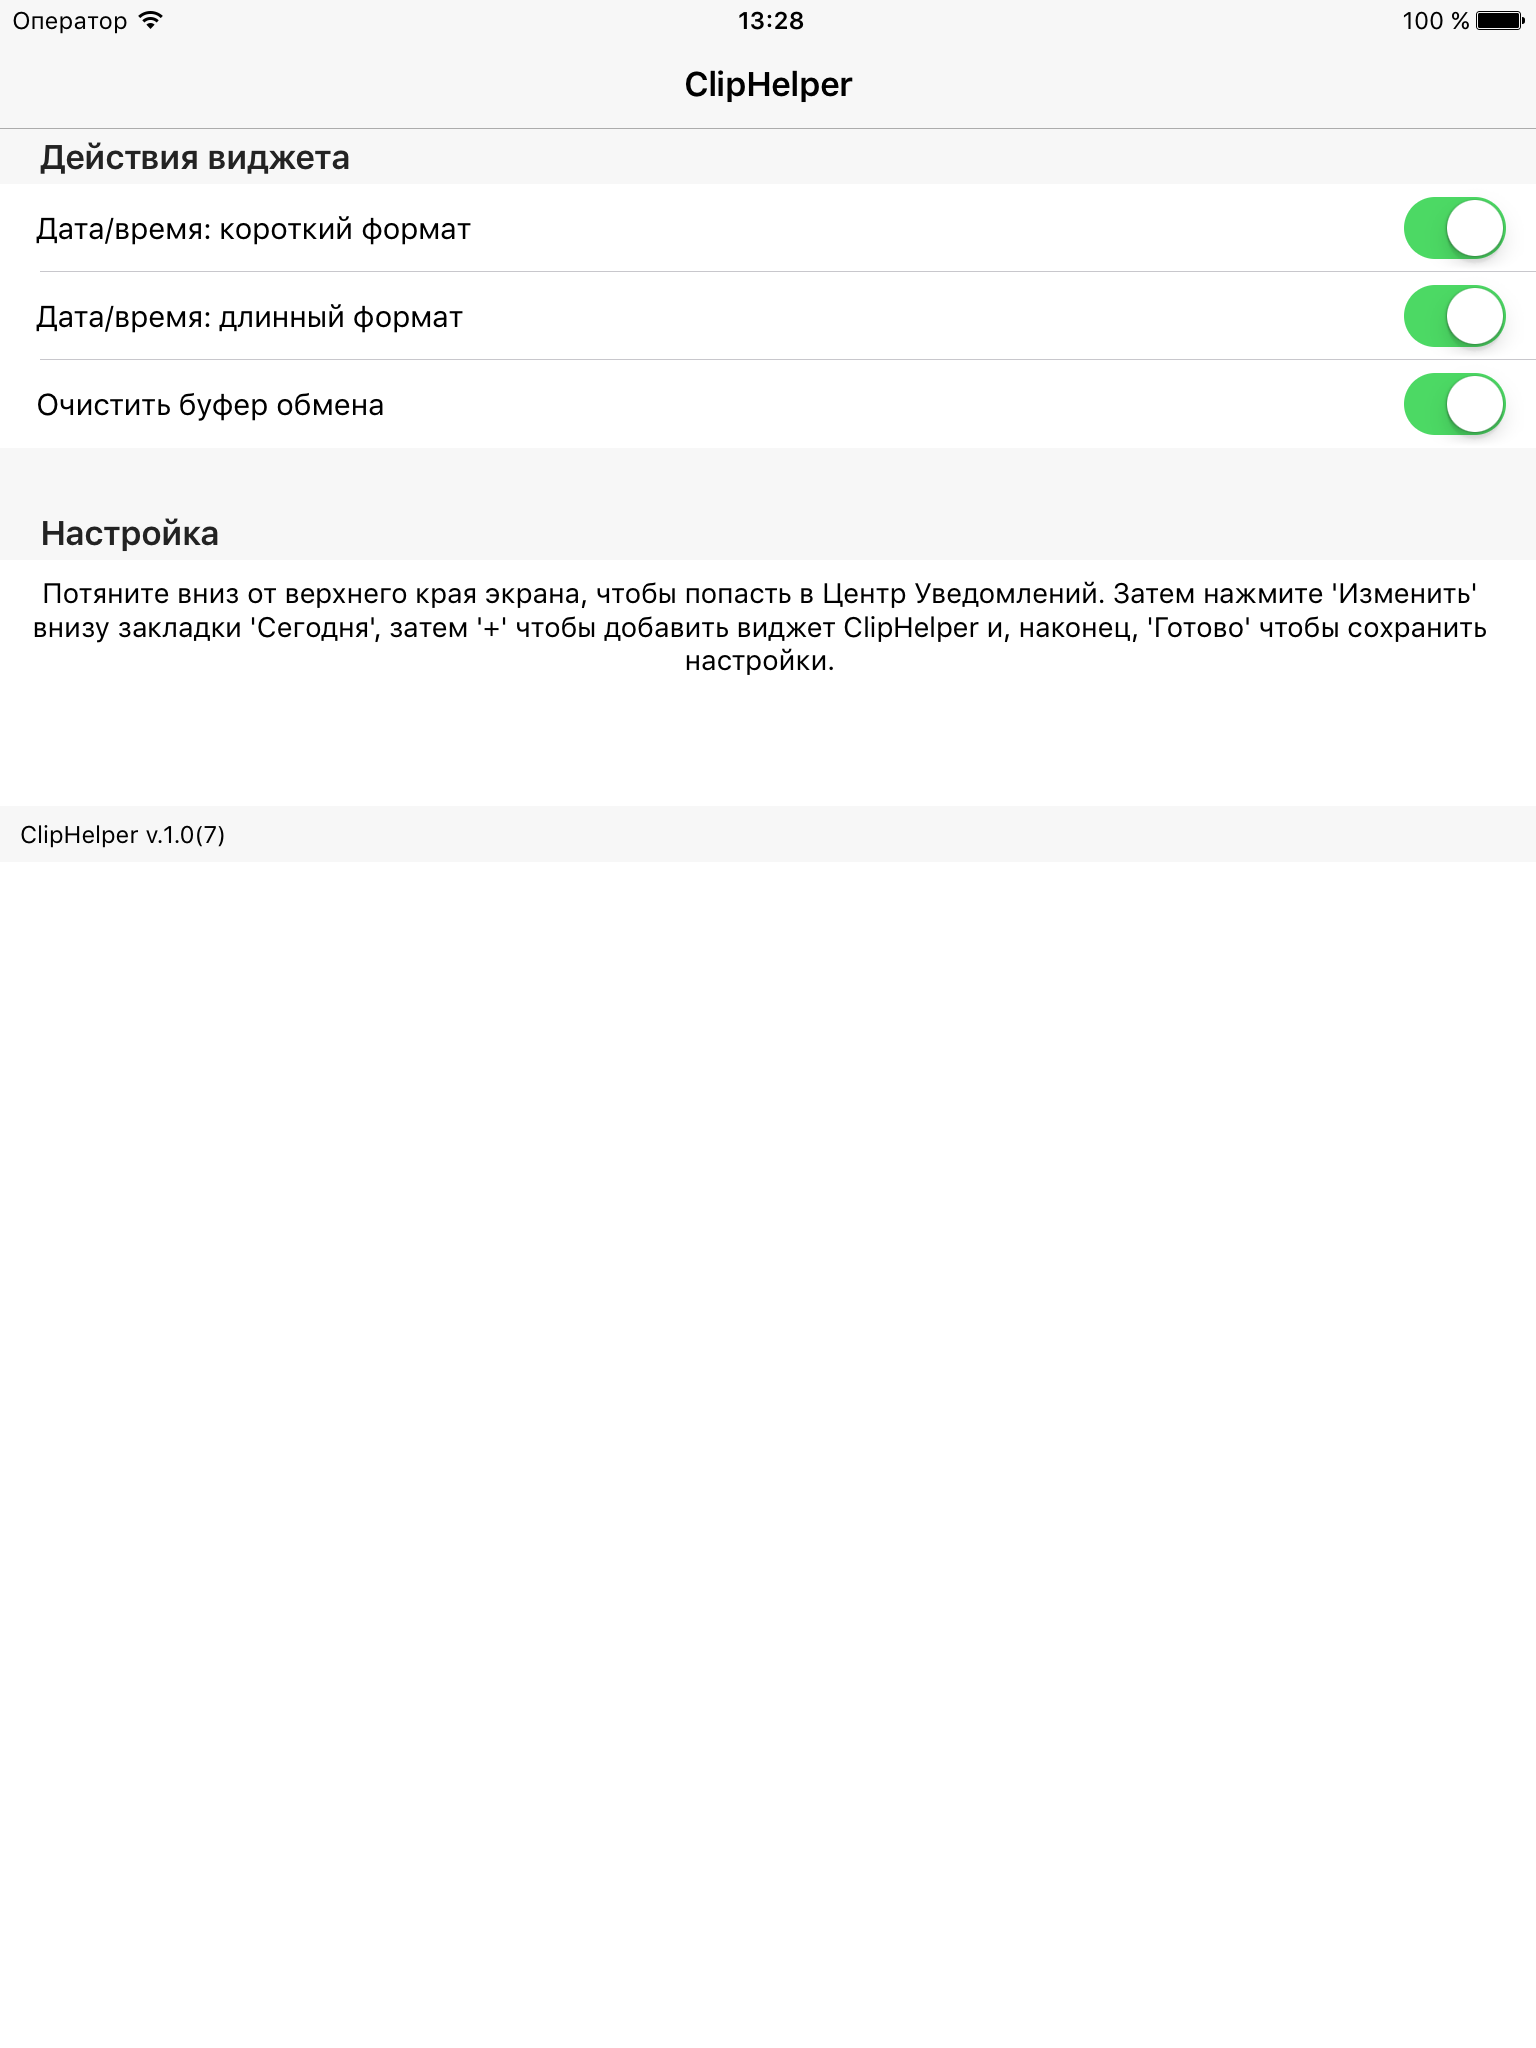 Оператор 13:28 100 %
ClipHelper
Действия виджета
Дата/время: короткий формат
Дата/время: длинный формат
Очистить буфер обмена
Настройка
Потяните вниз от верхнего края экрана, чтобы попасть в Центр Уведомлений. Затем нажмите 'Изменить'
внизу закладки 'Сегодня', затем '+' чтобы добавить виджет ClipHelper и, наконец, 'Готово' чтобы сохранить
настройки.
ClipHelper v.1.0(7)